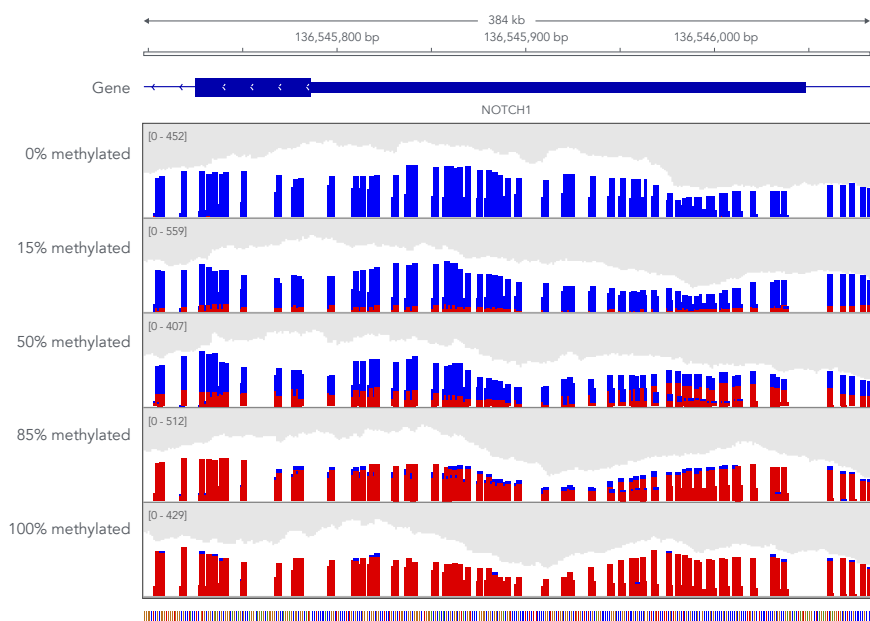 384 kb
136,545,800 bp 136,545,900 bp 136,546,000 bp
Gene
NOTCH1
0% methylated [0 - 452]
15% methylated [0 - 559]
50% methylated [0 - 407]
85% methylated [0 - 512]
100% methylated [0 - 429]